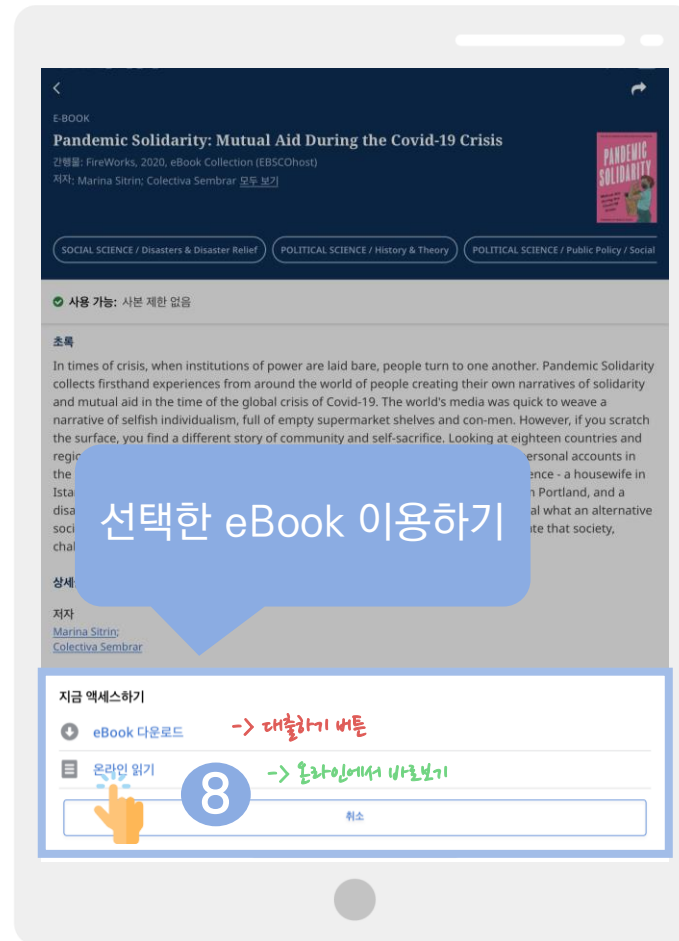 E-BOOK
Pandemic Solidarity: Mutual Aid During the Covid-19 Crisis
간행물: FireWorks, 2020, eBook Collection (EBSCOhost)
저자: Marina Sitrin; Colectiva Sembrar 모두 보기
PANDEMIC
SOLIDARITY
SOCIAL SCIENCE / Disasters & Disaster Relief
POLITICAL SCIENCE / History & Theory
POLITICAL SCIENCE / Public Policy / Social
사용 가능: 사본 제한 없음
초록
In times of crisis, when institutions of power are laid bare, people turn to one another. Pandemic Solidarity
collects firsthand experiences from around the world of people creating their own narratives of solidarity
and mutual aid in the time of the global crisis of Covid-19. The world's media was quick to weave a
narrative of selfish individualism, full of empty supermarket shelves and con-men. However, if you scratch
the surface, you find a different story of community and self-sacrifice. Looking at eighteen countries and
regio ersonal accounts in
the ence - a housewife in
Ista n Portland, and a
disa al what an alternative
soci te that society,
chal
선택한 eBook 이용하기
상세
저자
Marina Sitrin;
Colectiva Sembrar
지금 액세스하기
eBook 다운로드 -> 대출하기 버튼
온라인 읽기 -> 온라인에서 바로보기
8
취소